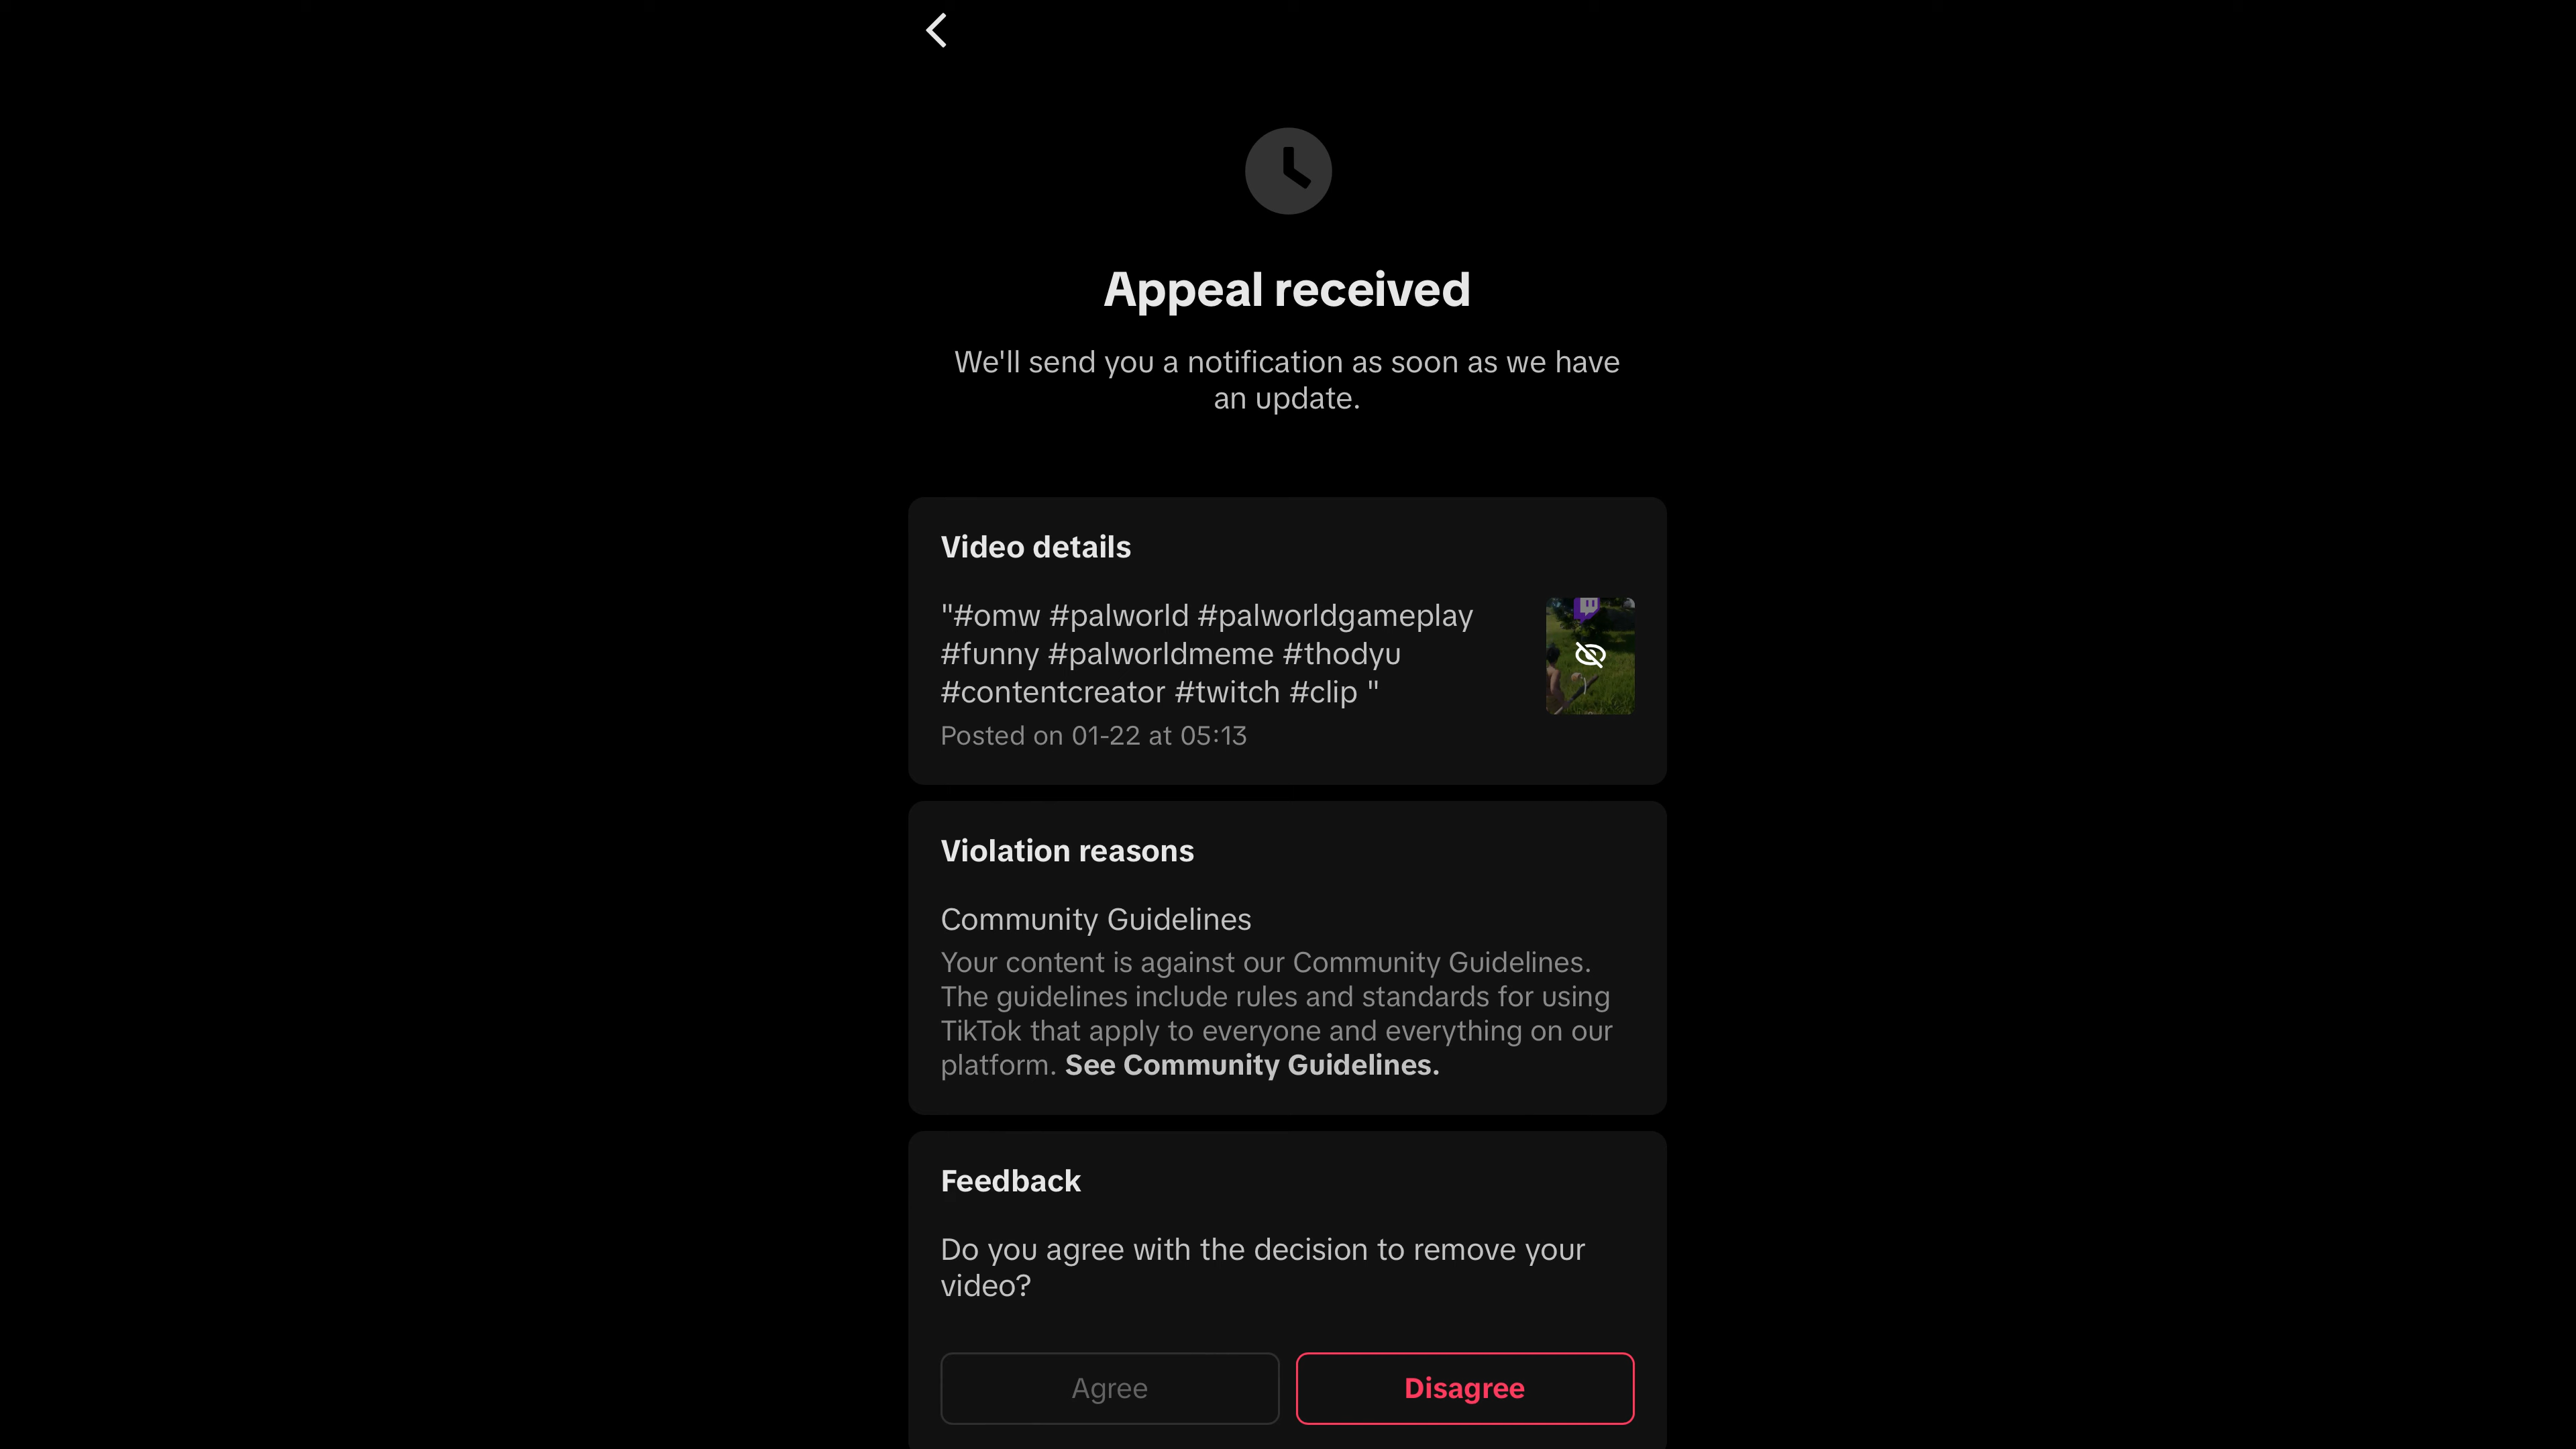 Appeal received
We'll send you a notification as soon as we have
an update.
Video details
"#omw #palworld #palworldgameplay
#funny #palworldmeme #thodyu
#contentcreator #twitch #clip "
Posted on 01-22 at 05:13
Violation reasons
Community Guidelines
Your content is against our Community Guidelines.
The guidelines include rules and standards for using
TikTok that apply to everyone and everything on our
platform. See Community Guidelines.
Feedback
Do you agree with the decision to remove your
video?
Agree
Disagree